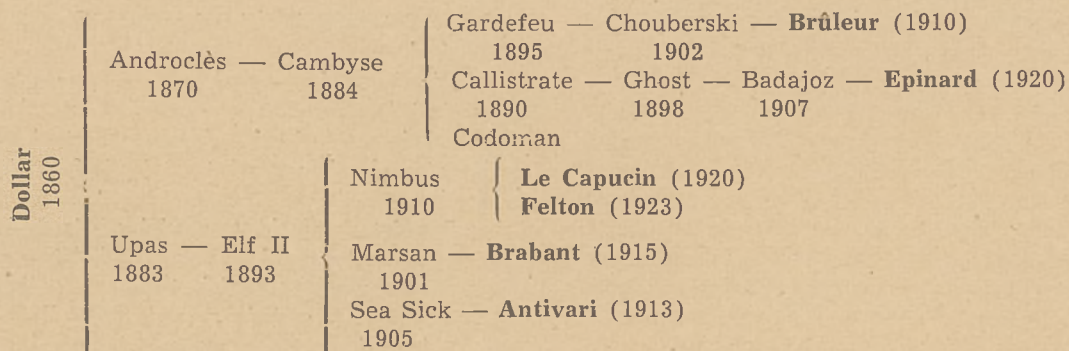 Gardefeu — Chouberski — Brûleur (1910)
1895 1902
Androclès — Cambyse
1870 1884
Callistrate — Ghost — Badajoz — Epinard (1920)
1890 1898 1907
Codoman
Dollar
1860
Nimbus
1910
Le Capucin (1920)
Felton (1923)
Upas — Elf II
1883 1893
Marsan — Brabant (1915)
1901
Sea Sick — Antivari (1913)
1905